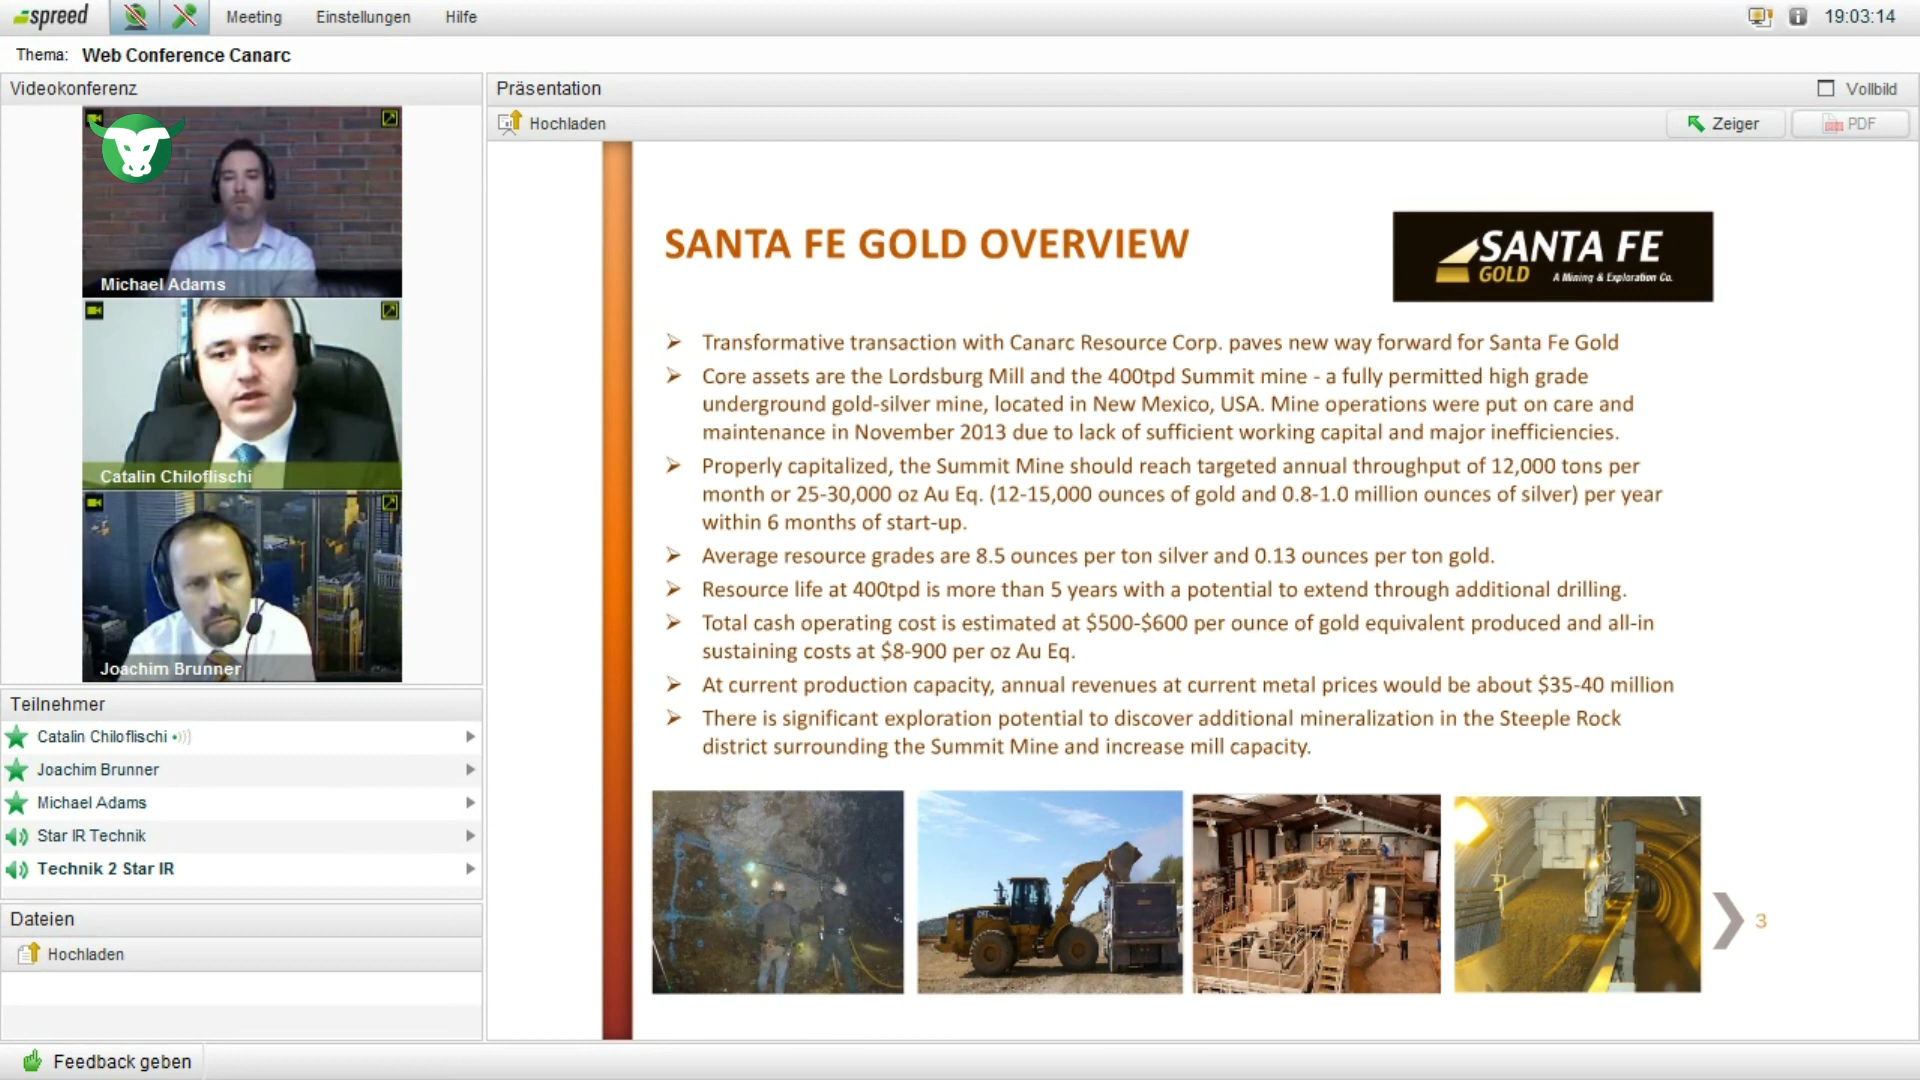 spreed
Meeting
Einstellungen
Hilfe
19:03:14
Thema: Web Conference Canarc
Videokonferenz
Michael Adams
Catalin Chiloflischi
Joachim Brunner
Teilnehmer
Catalin Chiloflischi
Joachim Brunner
Michael Adams
Star IR Technik
Technik 2 Star IR
Dateien
Hochladen
Feedback geben
Präsentation
Vollbild
Hochladen
Zeiger
PDF
SANTA FE GOLD OVERVIEW
SANTA FE
GOLD A Mining & Exploration Co.
➢ Transformative transaction with Canarc Resource Corp. paves new way forward for Santa Fe Gold
➢ Core assets are the Lordsburg Mill and the 400tpd Summit mine - a fully permitted high grade
underground gold-silver mine, located in New Mexico, USA. Mine operations were put on care and
maintenance in November 2013 due to lack of sufficient working capital and major inefficiencies.
➢ Properly capitalized, the Summit Mine should reach targeted annual throughput of 12,000 tons per
month or 25-30,000 oz Au Eq. (12-15,000 ounces of gold and 0.8-1.0 million ounces of silver) per year
within 6 months of start-up.
➢ Average resource grades are 8.5 ounces per ton silver and 0.13 ounces per ton gold.
➢ Resource life at 400tpd is more than 5 years with a potential to extend through additional drilling.
➢ Total cash operating cost is estimated at $500-$600 per ounce of gold equivalent produced and all-in
sustaining costs at $8-900 per oz Au Eq.
➢ At current production capacity, annual revenues at current metal prices would be about $35-40 million
➢ There is significant exploration potential to discover additional mineralization in the Steeple Rock
district surrounding the Summit Mine and increase mill capacity.
3